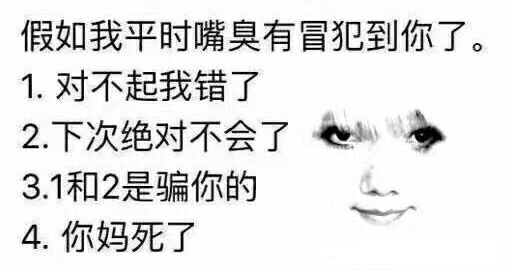 假如我平时嘴臭有冒犯到你了。
1. 对不起我错了
2.下次绝对不会了
3.1和2是骗你的
4. 你妈死了